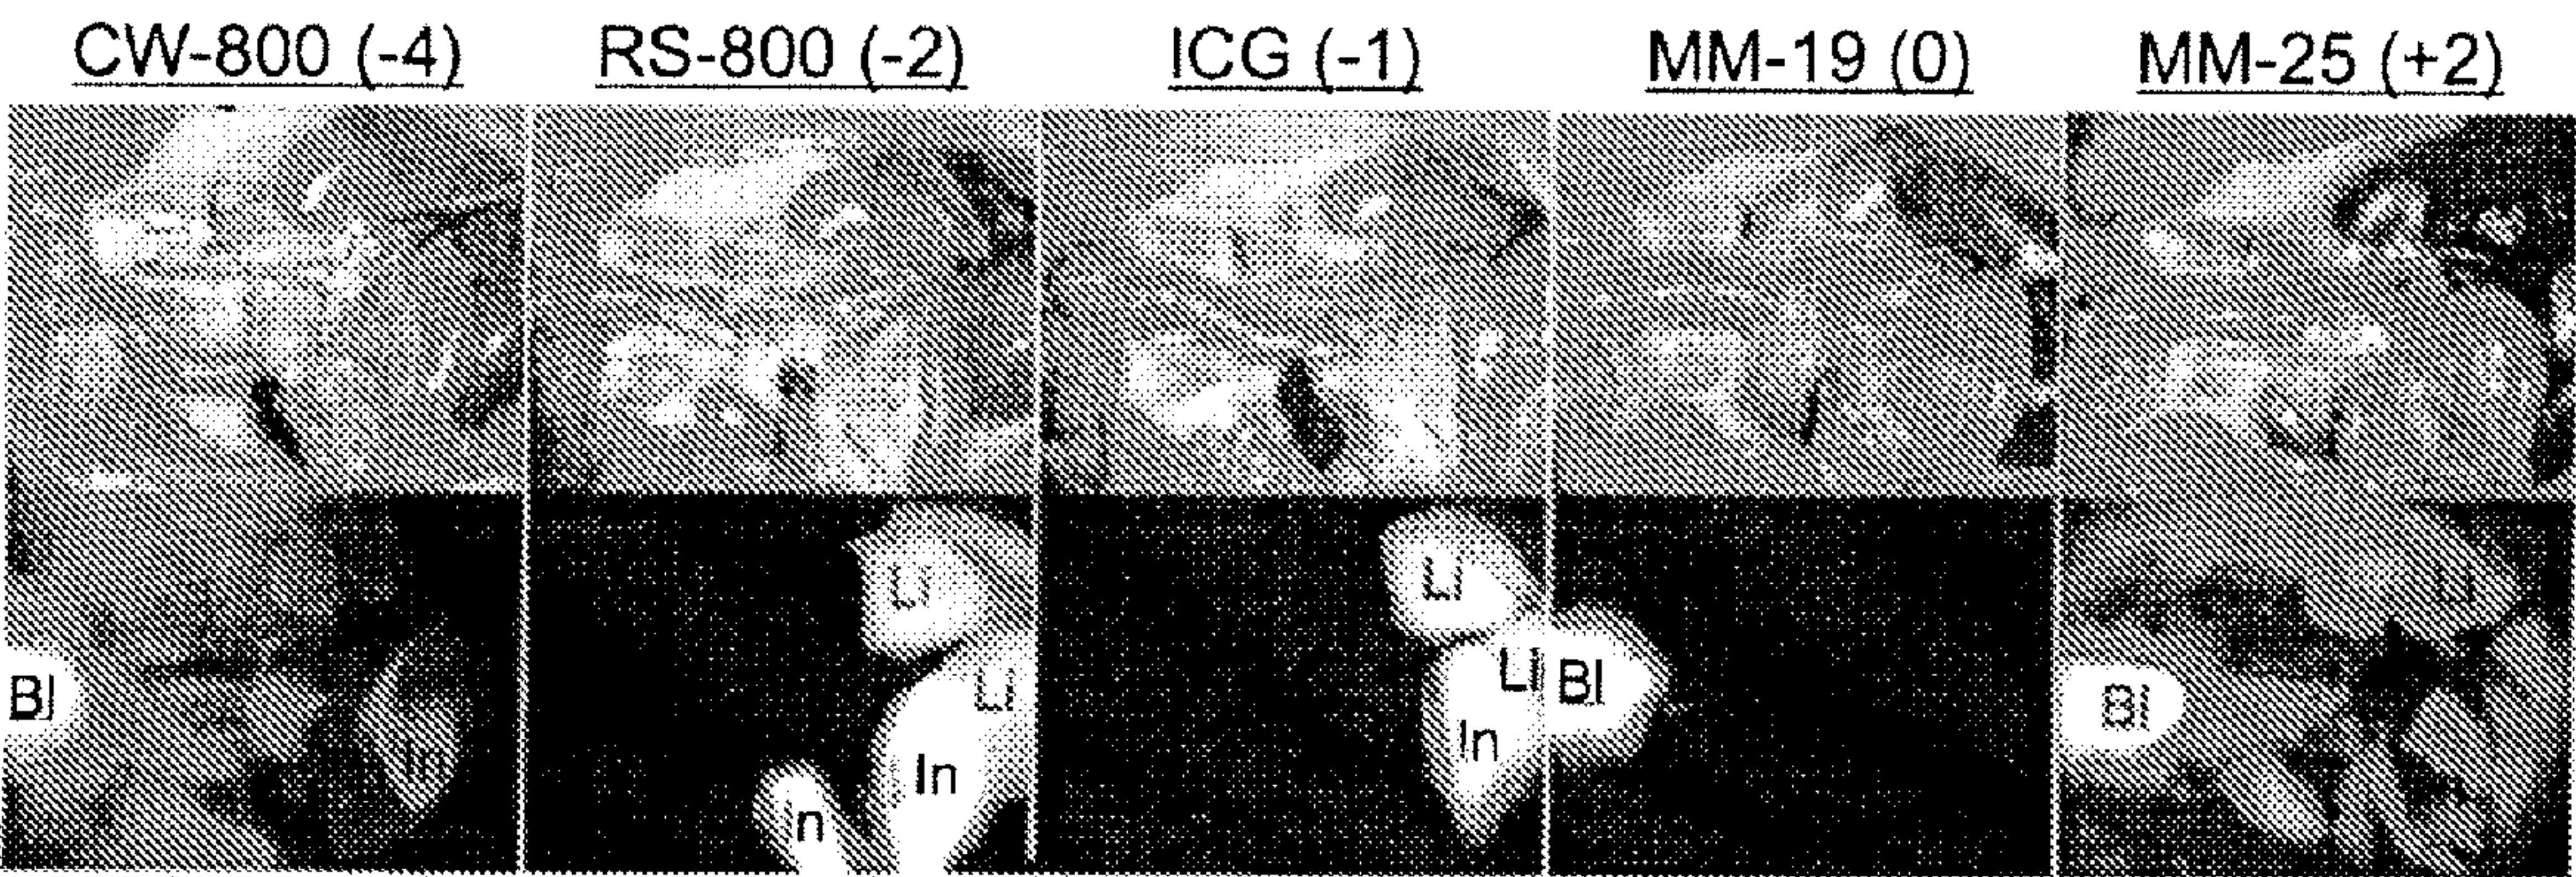 CW-800 (-4) RS-800 (-2) ICG (-1) MM-19 (0) MM-25 (+2)
Li Li Li
Bl Li LI Bl Bl
In In In
In